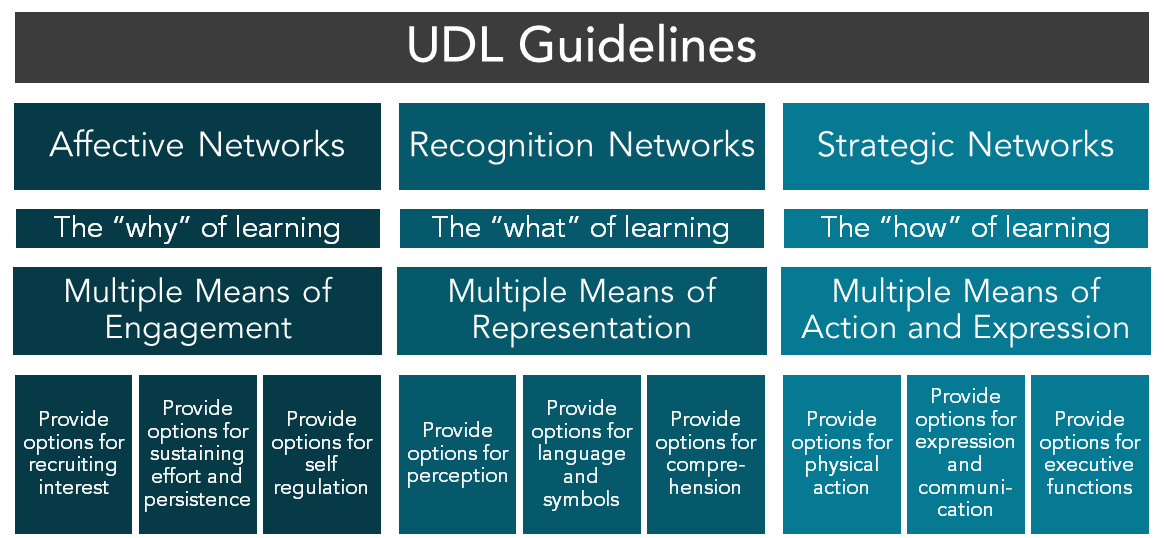 UDL Guidelines
Affective Networks
Recognition Networks
Strategic Networks
The “why” of learning
The “what” of learning
The “how” of learning
Multiple Means of
Engagement
Multiple Means of
Representation
Multiple Means of
Action and Expression
Provide
options for
recruiting
interest
Provide
options for
sustaining
effort and
persistence
Provide
options for
self
regulation
Provide
options for
perception
Provide
options for
language
and
symbols
Provide
options for
compre-
hension
Provide
options for
physical
action
Provide
options for
expression
and
communi-
cation
Provide
options for
executive
functions